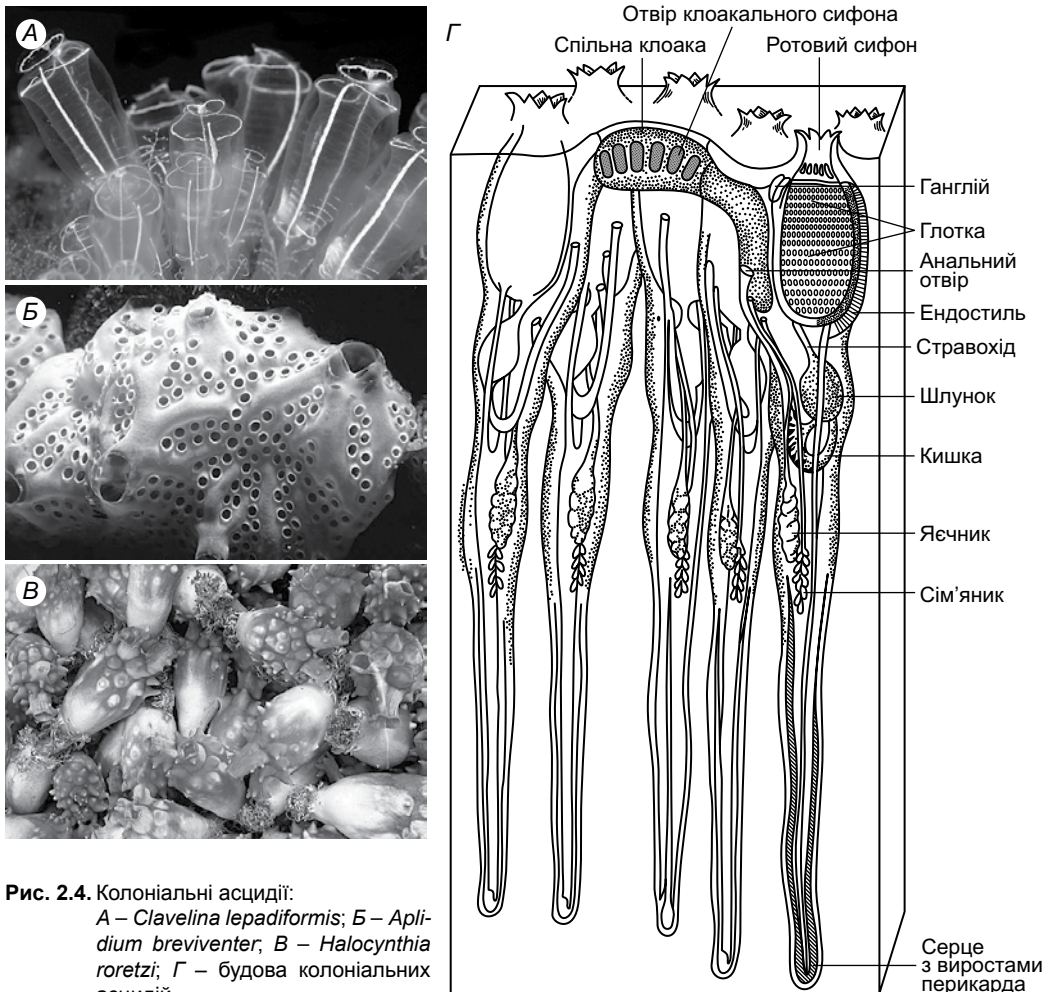 А
Б
В
Г
Отвір клоакального сифона
Спільна клоака
Ротовий сифон
Ганглій
Глотка
Анальний
отвір
Ендостиль
Стравохід
Шлунок
Кишка
Яєчник
Сім’яник
Серце
з виростами
перикарда
Рис. 2.4. Колоніальні асцидії:
А – Clavelina lepadiformis; Б – Apli-
dium breviventer; В – Halocynthia
roretzi; Г – будова колоніальних